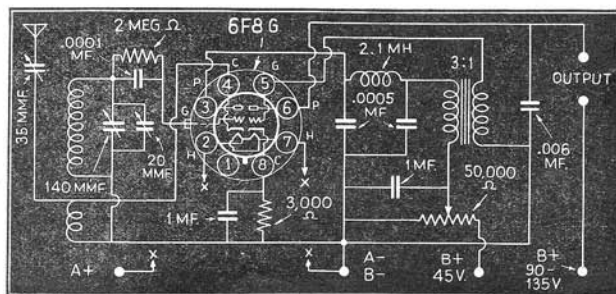 2 MEG Ω
.0001
MF.
6F8 G
C
G
4
5
P
P
3
6
G
2
7
H
H
1
8
C
35 MMF.
140 MMF.
20
MMF.
1 MF.
3,000
Ω
2.1 MH
.0005
MF.
3:1
1 MF.
50,000
Ω
OUTPUT
.006
MF.
X
X
A+
X
X
A-
B-
B+
45V.
B+
90-
135V.